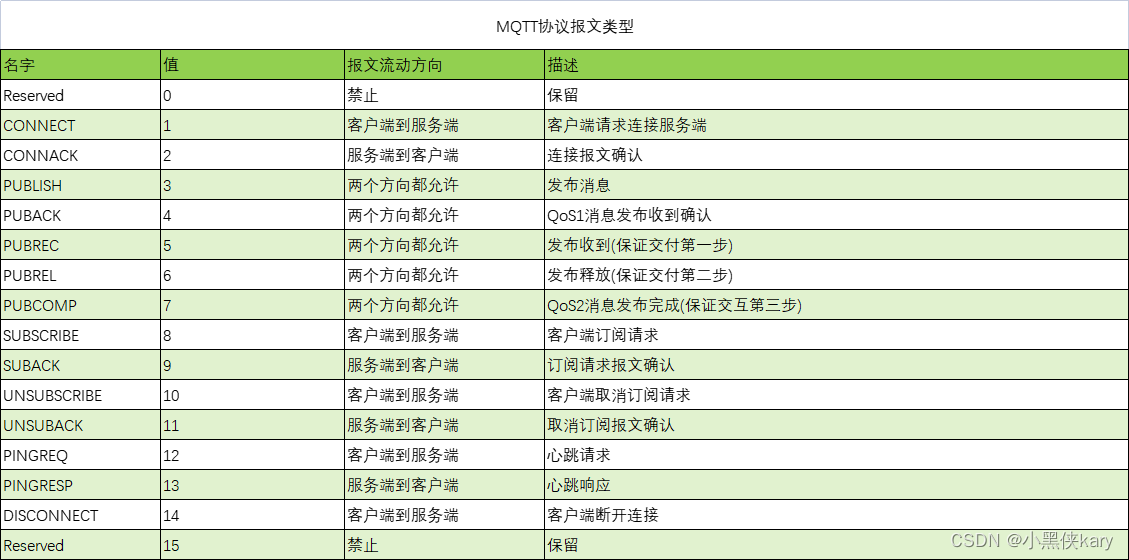 MQTT协议报文类型
名字 值 报文流动方向 描述
Reserved 0 禁止 保留
CONNECT 1 客户端到服务端 客户端请求连接服务端
CONNACK 2 服务端到客户端 连接报文确认
PUBLISH 3 两个方向都允许 发布消息
PUBACK 4 两个方向都允许 QoS1消息发布收到确认
PUBREC 5 两个方向都允许 发布收到(保证交付第一步)
PUBREL 6 两个方向都允许 发布释放(保证交付第二步)
PUBCOMP 7 两个方向都允许 QoS2消息发布完成(保证交互第三步)
SUBSCRIBE 8 客户端到服务端 客户端订阅请求
SUBACK 9 服务端到客户端 订阅请求报文确认
UNSUBSCRIBE 10 客户端到服务端 客户端取消订阅请求
UNSUBACK 11 服务端到客户端 取消订阅报文确认
PINGREQ 12 客户端到服务端 心跳请求
PINGRESP 13 服务端到客户端 心跳响应
DISCONNECT 14 客户端到服务端 客户端断开连接
Reserved 15 禁止 保留
CSDN @小黑侠kary